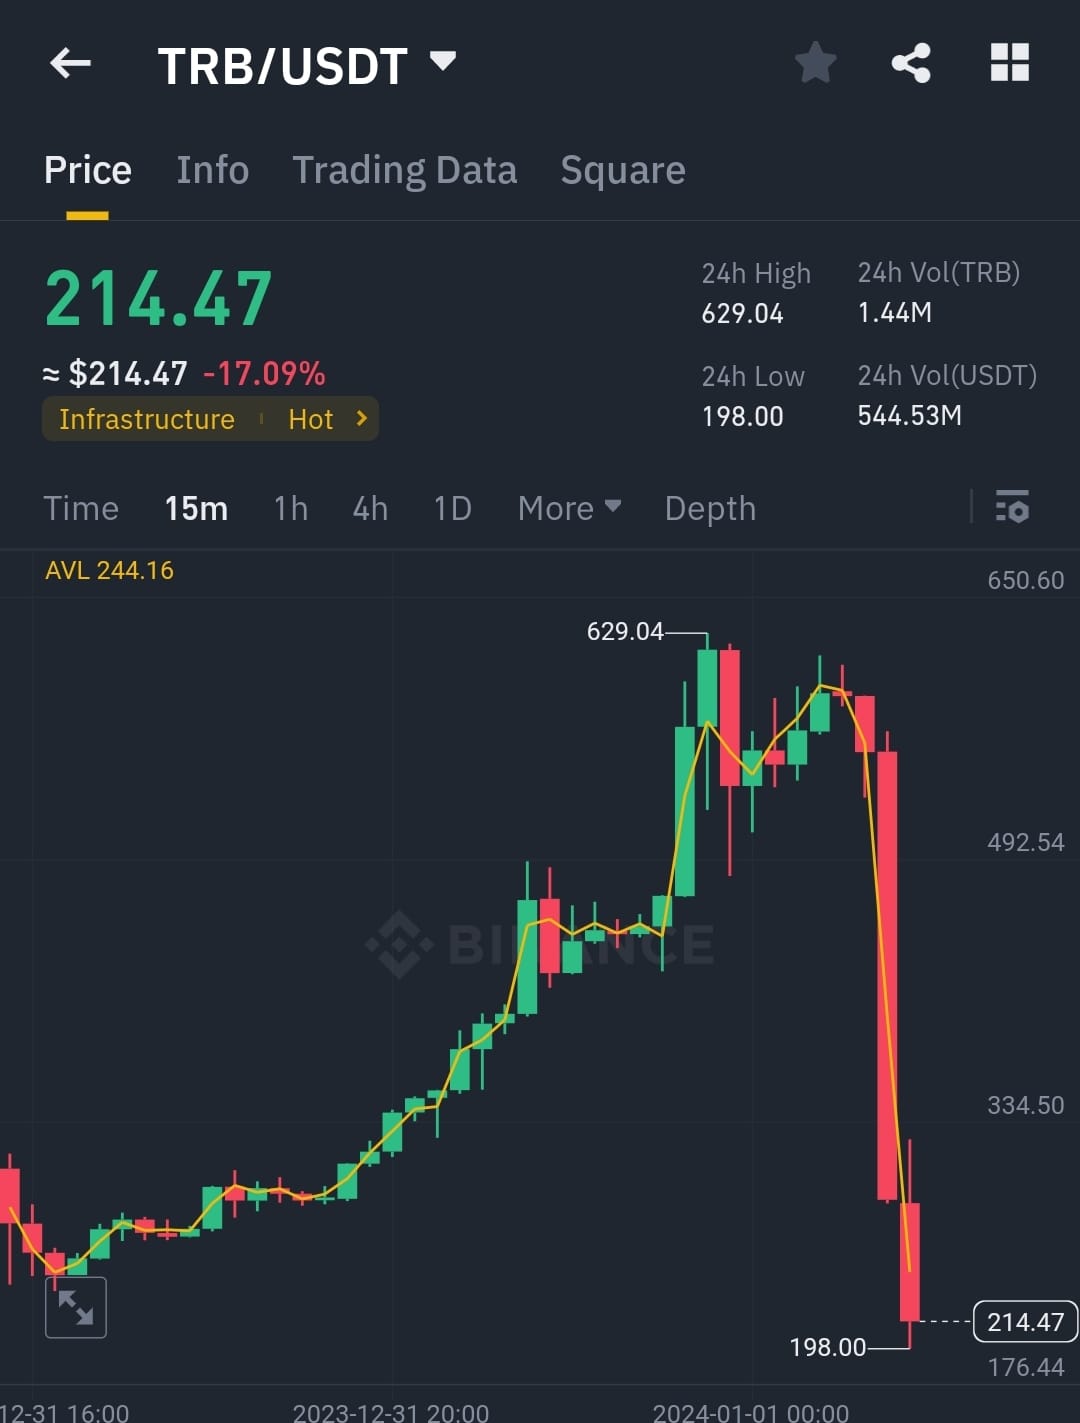 TRB/USDT
Price Info Trading Data Square
214.47
≈ $214.47 -17.09%
Infrastructure Hot
24h High
629.04
24h Vol(TRB)
1.44M
24h Low
198.00
24h Vol(USDT)
544.53M
Time 15m 1h 4h 1D More Depth
AVL 244.16
650.60
629.04
492.54
BINANCE
334.50
214.47
198.00
176.44
12-31 16:00 2023-12-31 20:00 2024-01-01 00:00